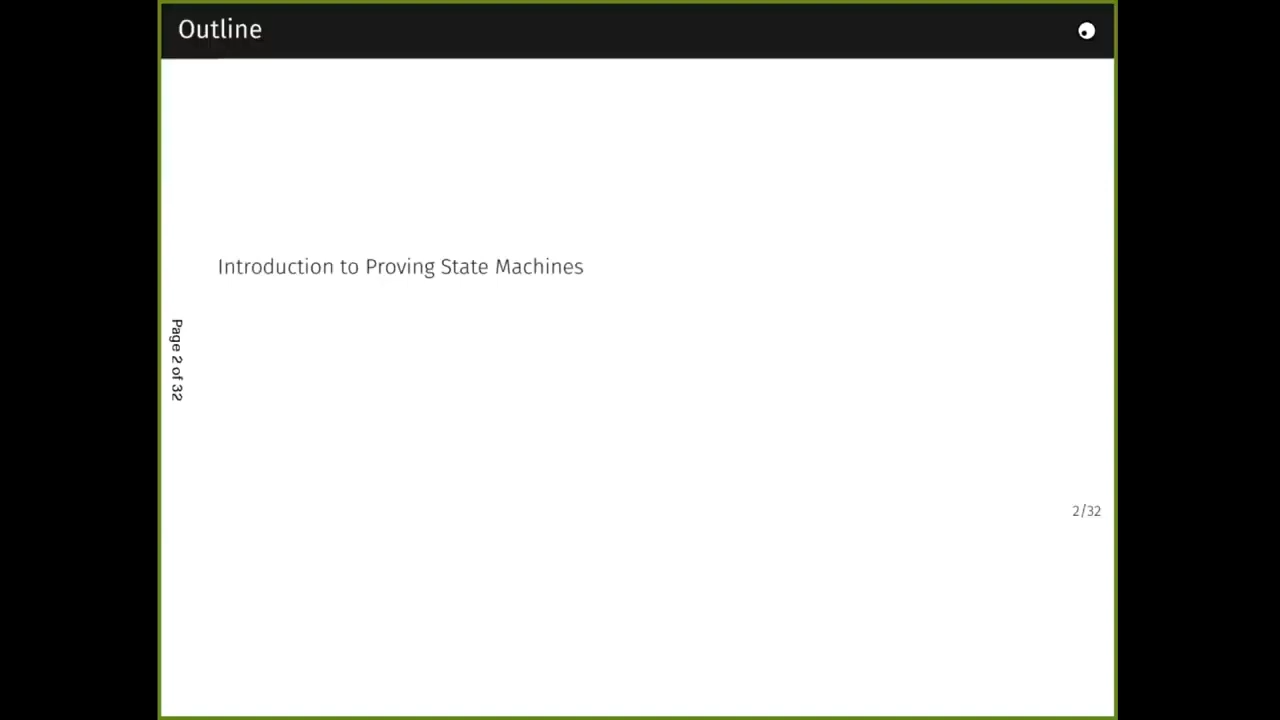 Outline
Introduction to Proving State Machines
Page 2 of 32
2/32